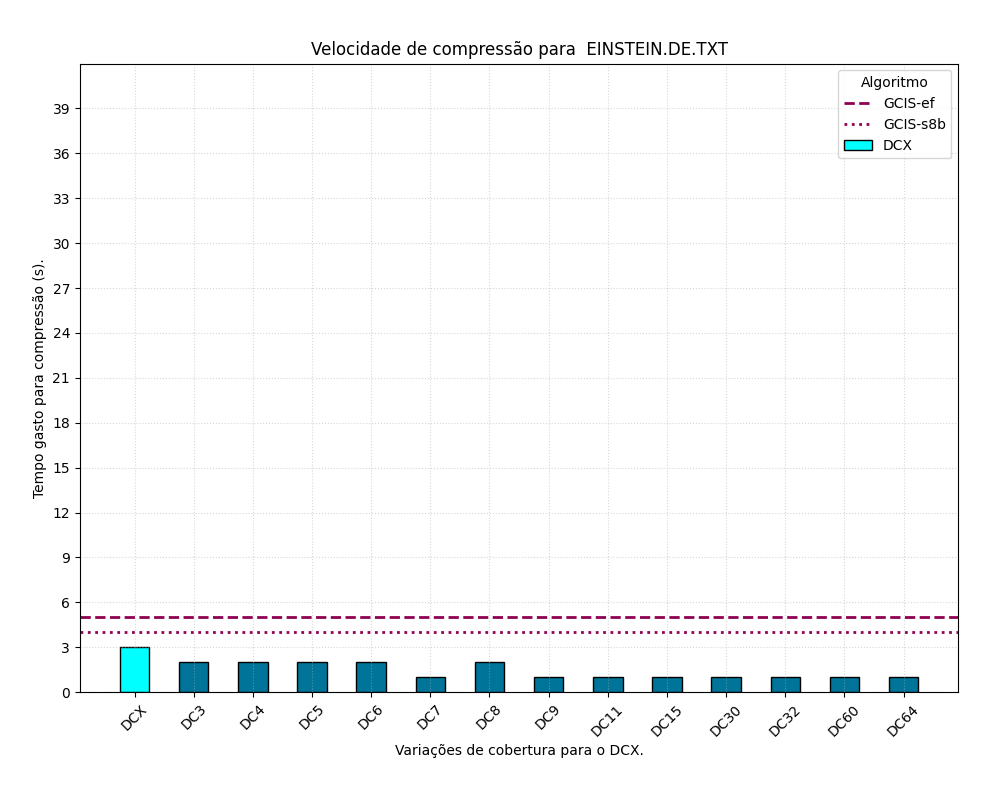 Velocidade de compressão para  EINSTEIN.DE.TXT
Algoritmo
GCIS-ef
GCIS-s8b
DCX
Tempo gasto para compressão (s).
39
36
33
30
27
24
21
18
15
12
9
6
3
0
DCX
DC3
DC4
DC5
DC6
DC7
DC8
DC9
DC11
DC15
DC30
DC32
DC60
DC64
Variações de cobertura para o DCX.